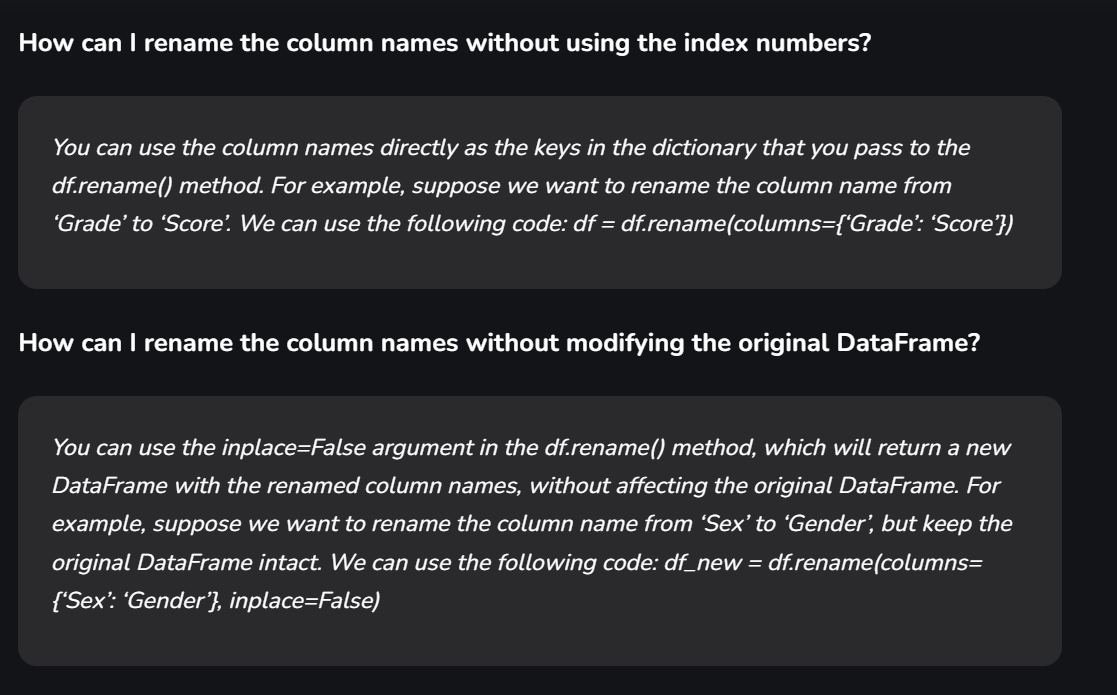 How can I rename the column names without using the index numbers?
You can use the column names directly as the keys in the dictionary that you pass to the
df.rename() method. For example, suppose we want to rename the column name from
‘Grade’ to ‘Score’. We can use the following code: df = df.rename(columns={‘Grade’: ‘Score’})
How can I rename the column names without modifying the original DataFrame?
You can use the inplace=False argument in the df.rename() method, which will return a new
DataFrame with the renamed column names, without affecting the original DataFrame. For
example, suppose we want to rename the column name from ‘Sex’ to ‘Gender’, but keep the
original DataFrame intact. We can use the following code: df_new = df.rename(columns=
{‘Sex’: ‘Gender’}, inplace=False)